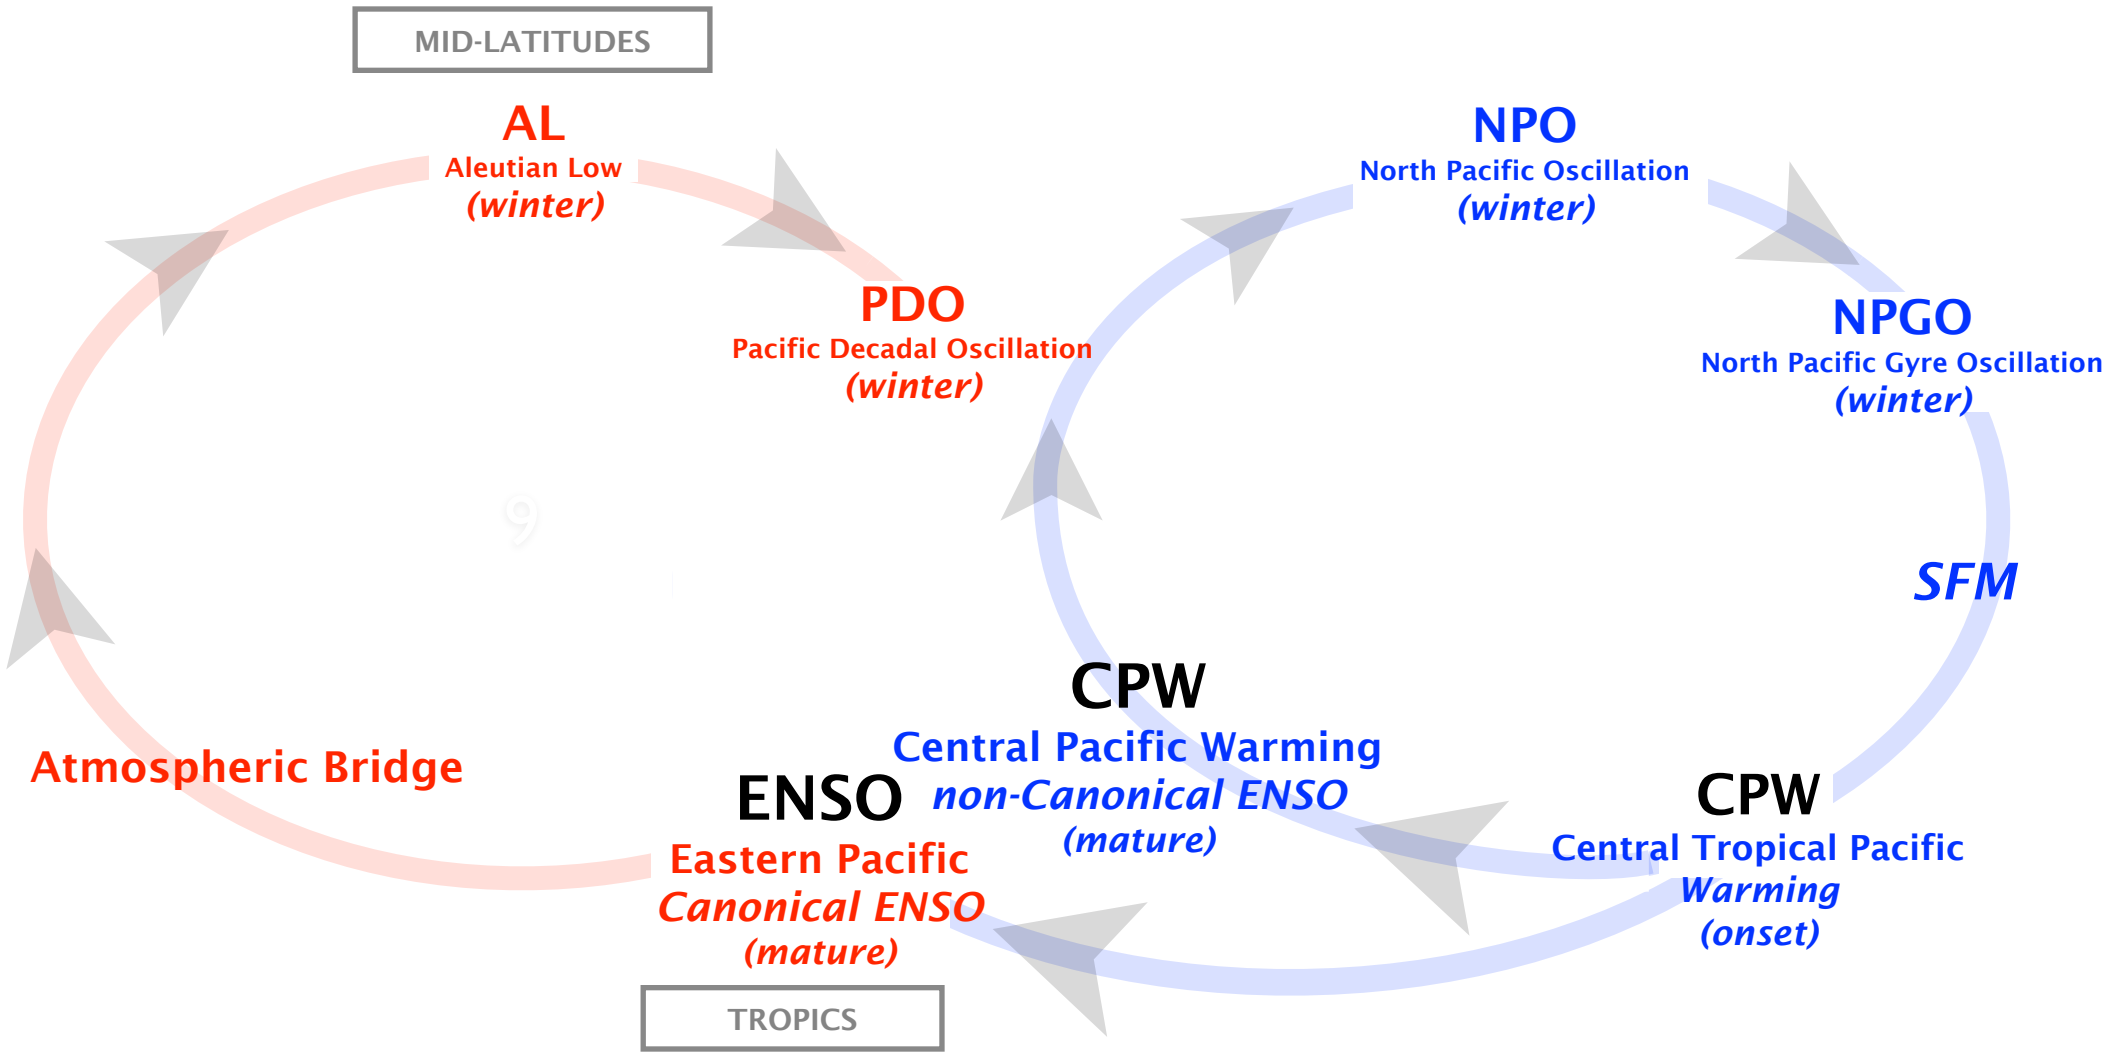 MID-LATITUDES
AL
Aleutian Low
(winter)
PDO
Pacific Decadal Oscillation
(winter)
NPO
North Pacific Oscillation
(winter)
NPGO
North Pacific Gyre Oscillation
(winter)
9
SFM
Atmospheric Bridge
CPW
Central Pacific Warming
non-Canonical ENSO
(mature)
ENSO
Eastern Pacific
Canonical ENSO
(mature)
CPW
Central Tropical Pacific
Warming
(onset)
TROPICS